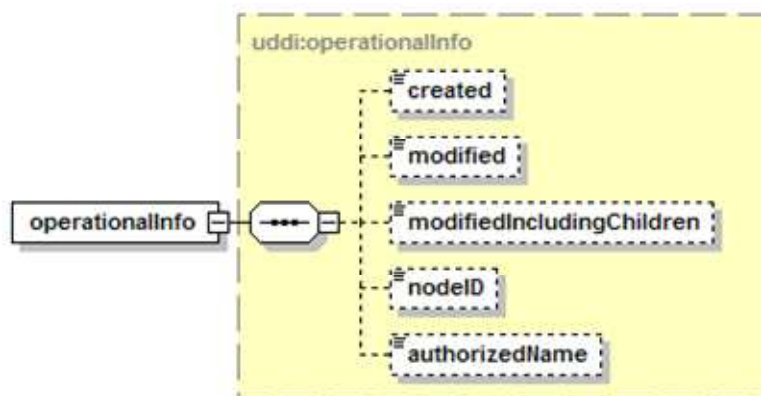 uddi:operationalInfo
created
modified
operationalInfo
modifiedIncludingChildren
nodeID
authorizedName